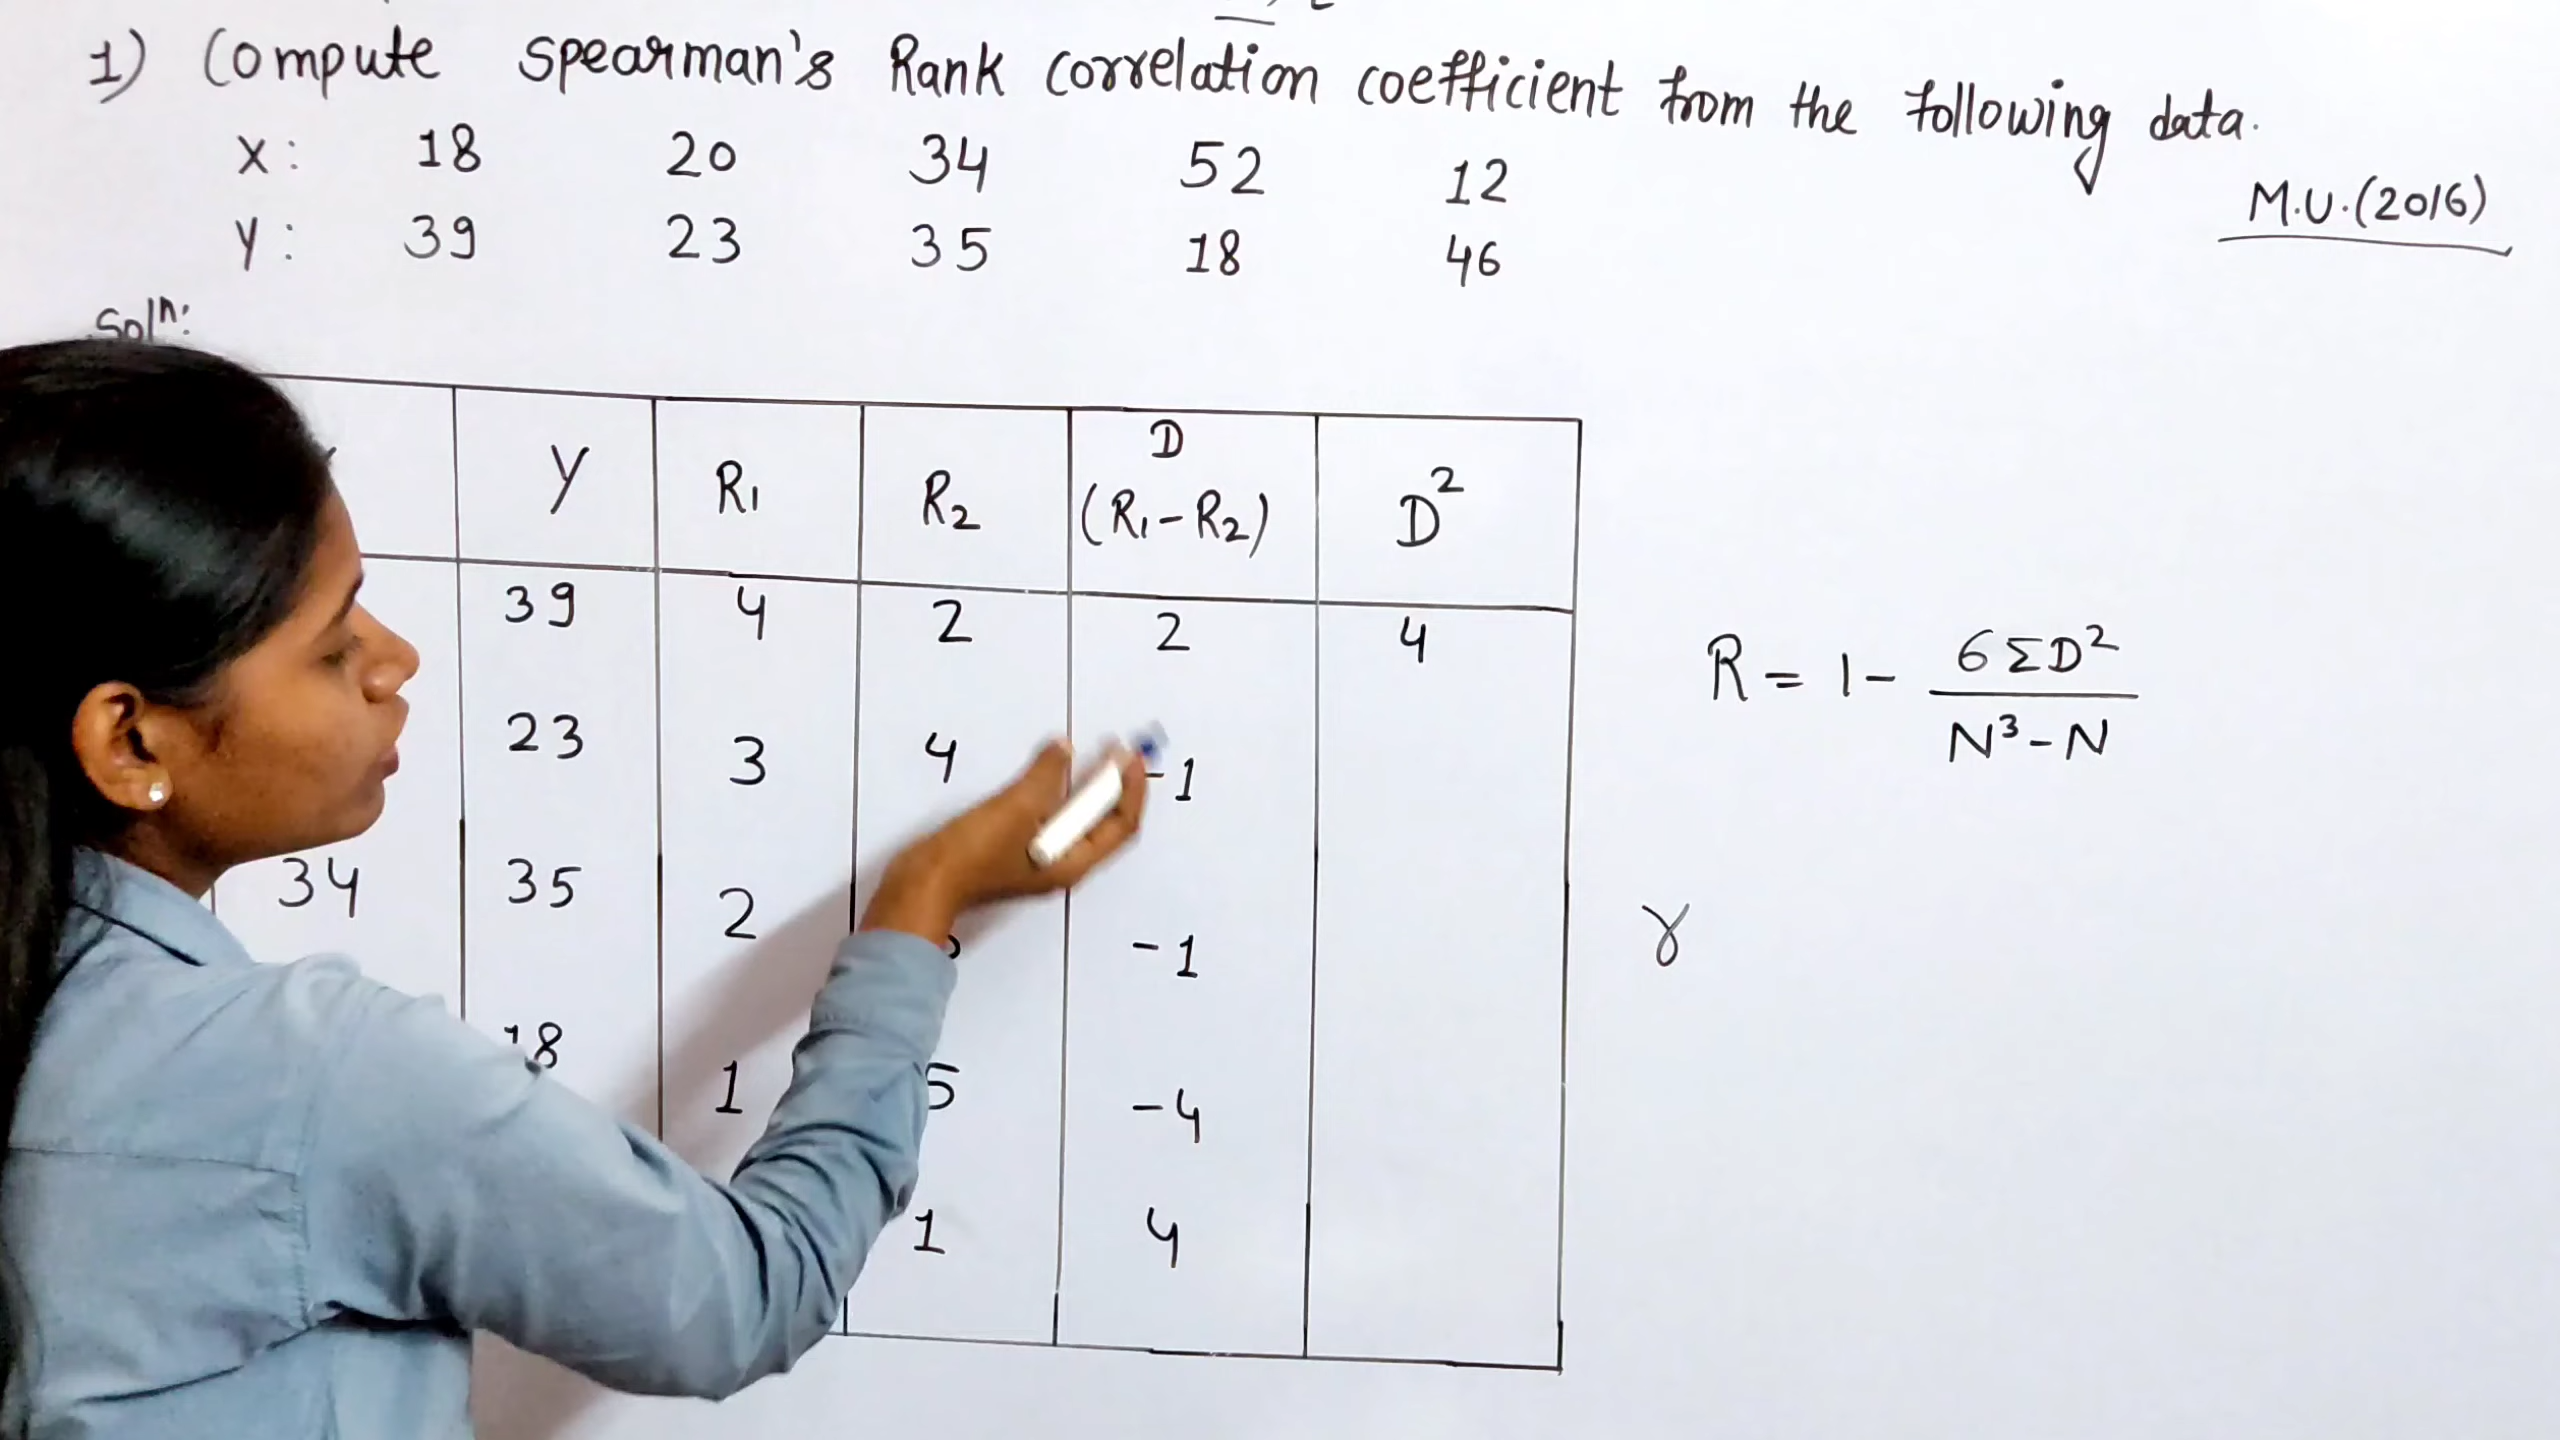 1) Compute Spearman's Rank correlation coefficient from the following data.
X: 18 20 34 52 12
M.U.(2016)
Y: 39 23 35 18 46
Solⁿ:
Y R₁ R₂ D (R₁-R₂) D²
39 4 2 2 4
23 3 4 -1
34 35 2 -1
18 1 5 -4
1 4
R = 1 - 6ΣD² / N³-N
γ